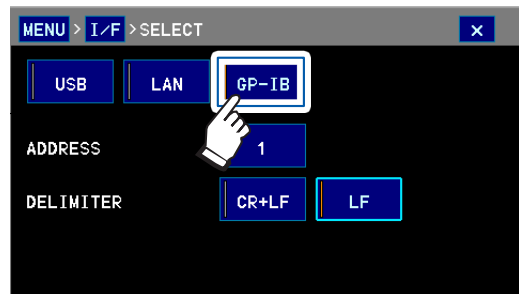 MENU > I/F >SELECT x
USB LAN GP-IB
ADDRESS 1
DELIMITER CR+LF LF